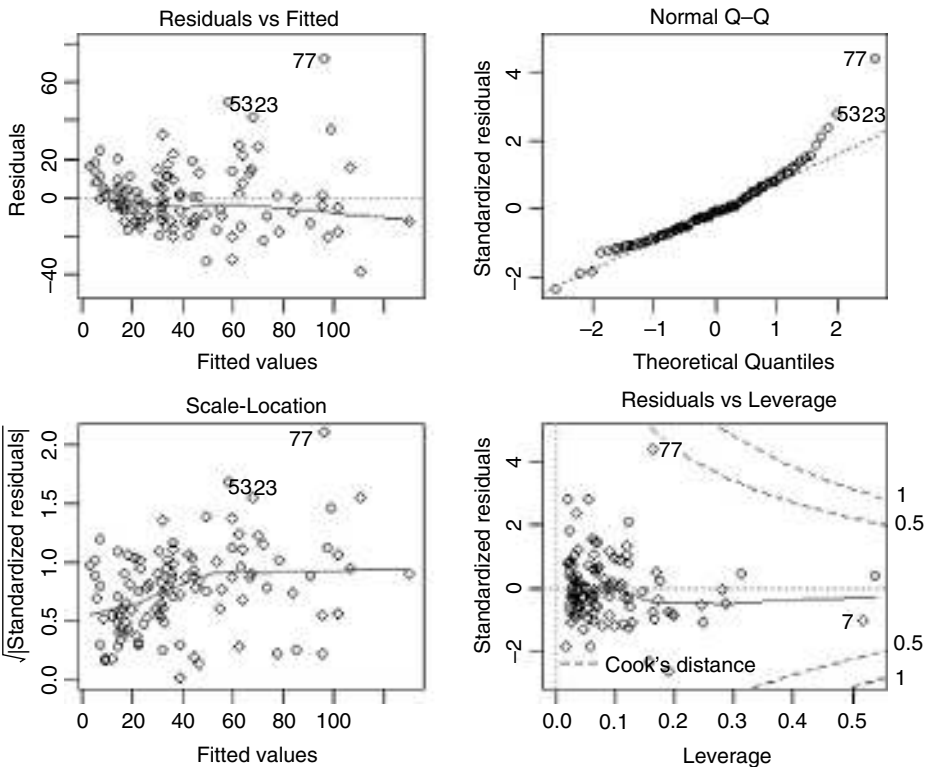 Residuals vs Fitted
Residuals
60
20
0
−40
77
5323
0 20 40 60 80 100
Fitted values
Normal Q–Q
Standardized residuals
4
2
0
−2
77
5323
−2 −1 0 1 2
Theoretical Quantiles
Scale-Location
√|Standardized residuals|
2.0
1.5
1.0
0.5
0.0
77
5323
0 20 40 60 80 100
Fitted values
Residuals vs Leverage
Standardized residuals
4
2
0
−2
77
7
1
0.5
0.5
1
Cook's distance
0.0 0.1 0.2 0.3 0.4 0.5
Leverage